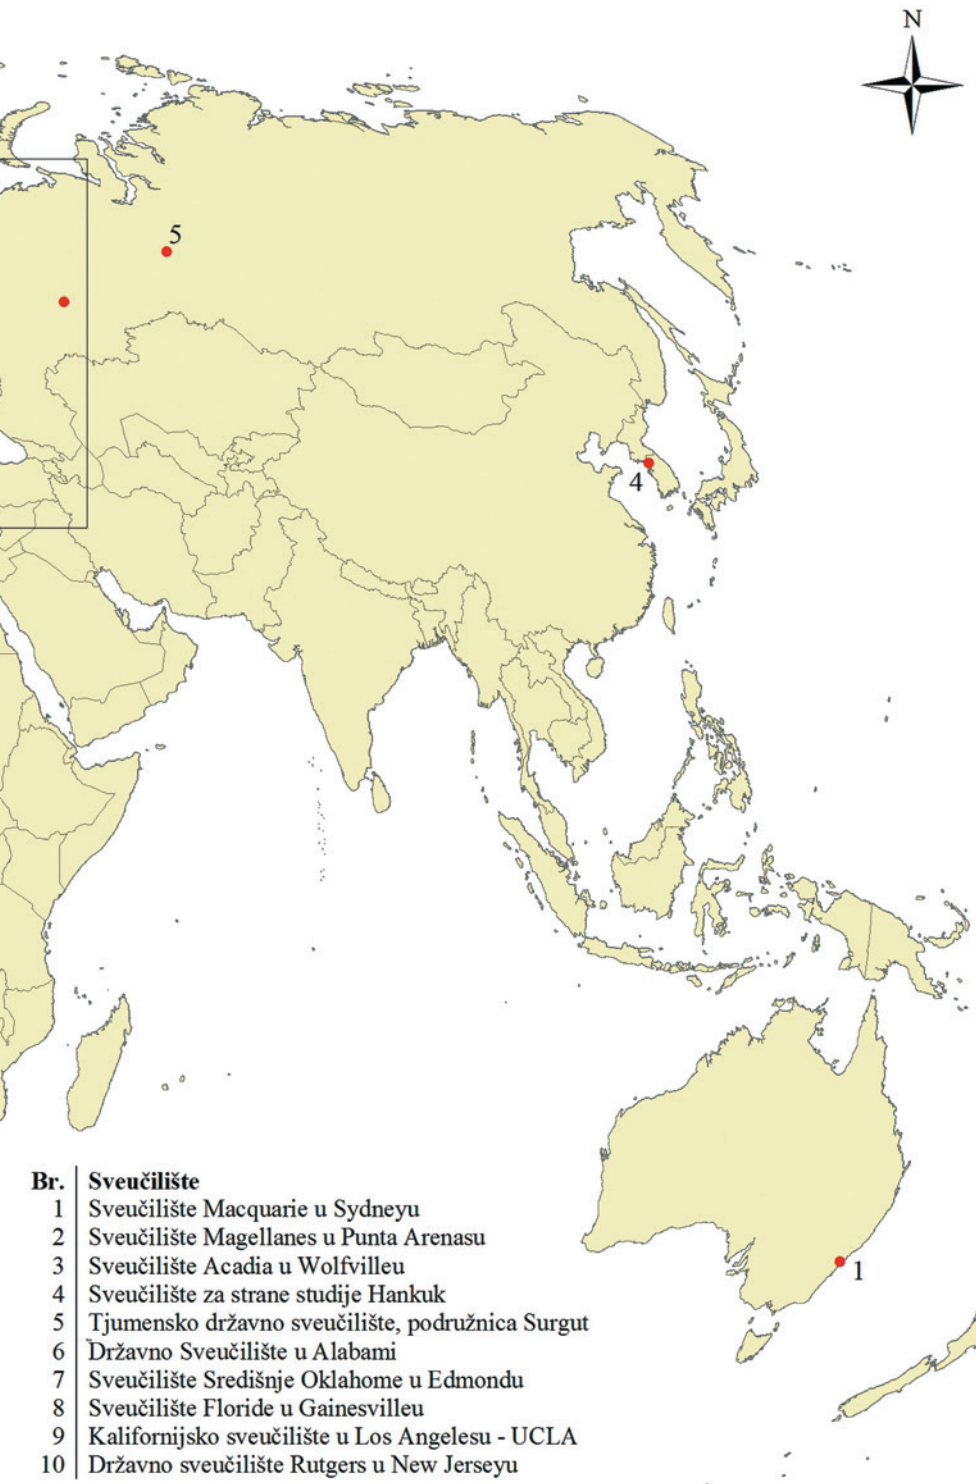 N
5
4
1
Br. Sveučilište
1 Sveučilište Macquarie u Sydneyu
2 Sveučilište Magellanes u Punta Arenasu
3 Sveučilište Acadia u Wolfvilleu
4 Sveučilište za strane studije Hankuk
5 Tjumensko državno sveučilište, podružnica Surgut
6 Državno Sveučilište u Alabami
7 Sveučilište Središnje Oklahome u Edmondu
8 Sveučilište Floride u Gainesvilleu
9 Kalifornijsko sveučilište u Los Angelesu - UCLA
10 Državno sveučilište Rutgers u New Jerseyu